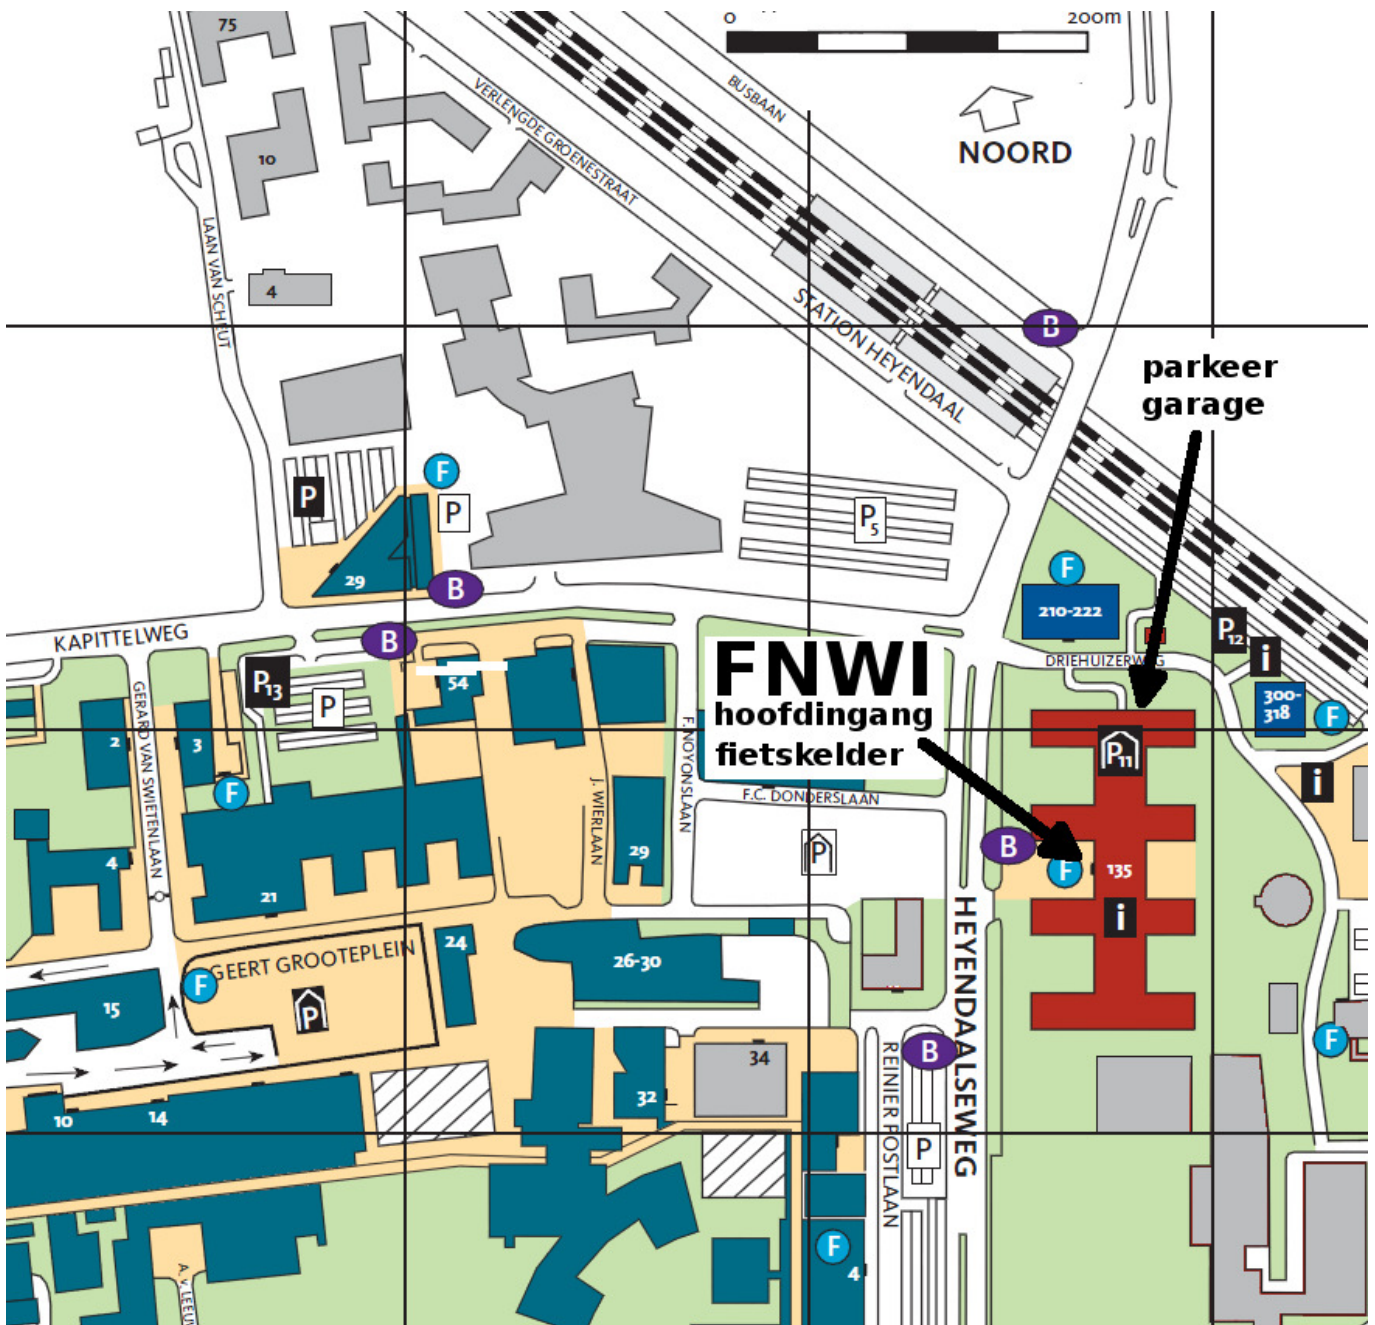 75
0
200m
BUSBAAN
VERLENGDE GROENESTRAAT
NOORD
10
LAAN VAN SCHEUT
4
STATION HEYENDAAL
B
parkeer
garage
F
P
P
P5
29
B
F
210-222
KAPITTELWEG
B
P12
i
DRIEHUIZERWEG
FNWI
hoofdingang
fietskelder
54
P13
P
300-
318
F
GERARD VAN SWIETENLAAN
2
3
F. NOYONSLAAN
P11
i
F
J. WIERLAAN
F.C. DONDERSLAAN
4
29
P
B
F
135
21
HEYENDAALSEWEG
i
GEERT GROOTEPLEIN
24
26-30
F
15
P
F
34
REINIER POSTLAAN
B
10
14
32
P
F
4